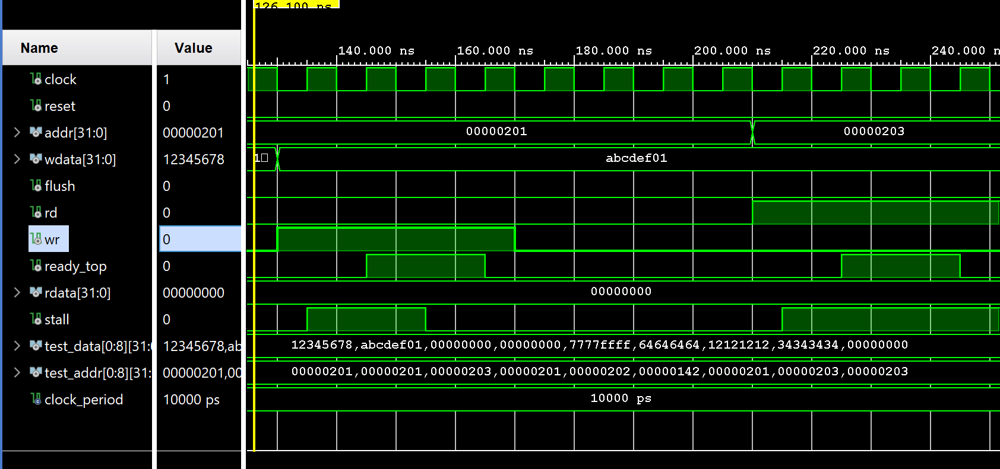 126.100 ns
Name Value
140.000 ns 160.000 ns 180.000 ns 200.000 ns 220.000 ns 240.000 n
clock 1
reset 0
addr[31:0] 00000201 00000201 00000203
wdata[31:0] 12345678 1 abcdef01
flush 0
rd 0
wr 0
ready_top 0
rdata[31:0] 00000000 00000000
stall 0
test_data[0:8][31:0 12345678,ab 12345678,abcdef01,00000000,00000000,7777ffff,64646464,12121212,34343434,00000000
test_addr[0:8][31: 00000201,00 00000201,00000201,00000203,00000201,00000202,00000142,00000201,00000203,00000203
clock_period 10000 ps 10000 ps